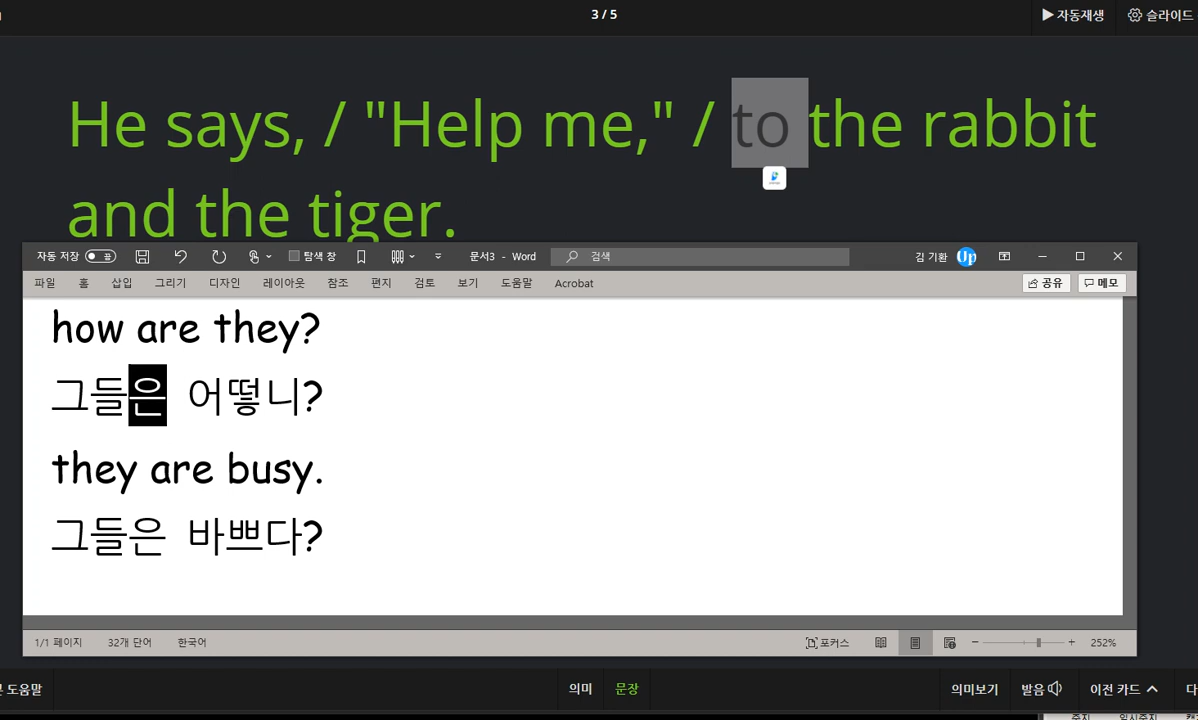 3 / 5
▶자동재생
슬라이드
He says, / "Help me," / to the rabbit
and the tiger.
자동 저장
탐색 창
문서3 - Word
검색
김 기환
Up
파일 홈 삽입 그리기 디자인 레이아웃 참조 편지 검토 보기 도움말 Acrobat
공유
메모
how are they?
그들은 어떻니?
they are busy.
그들은 바쁘다?
1/1 페이지 32개 단어 한국어
포커스
252%
도움말
의미 문장
의미보기
발음
이전 카드
다